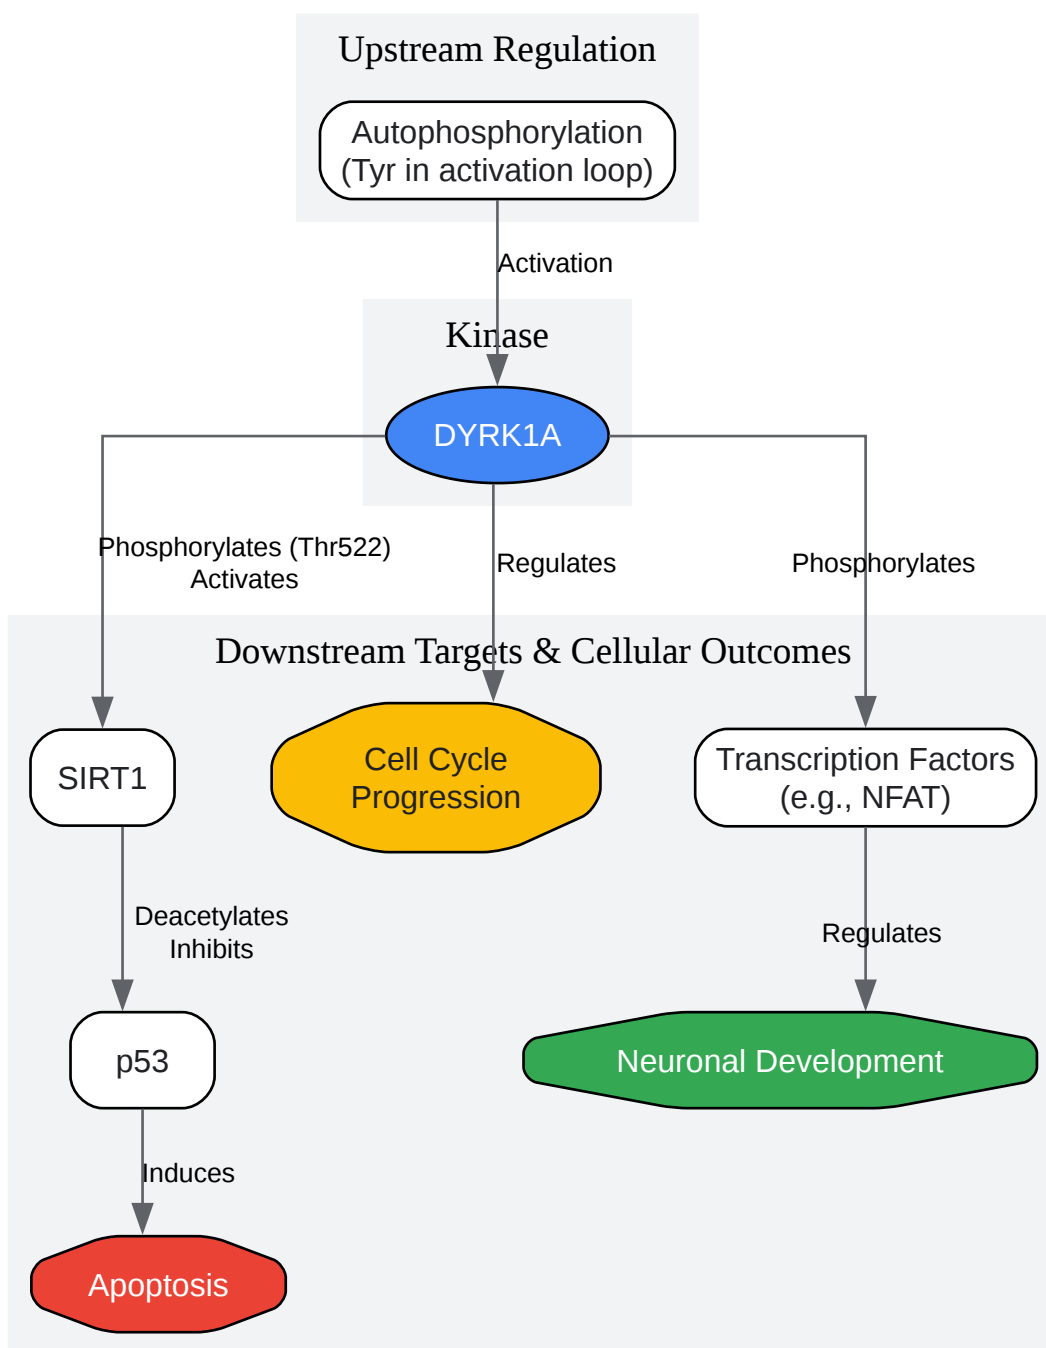 Upstream Regulation
Autophosphorylation
(Tyr in activation loop)
Activation
Kinase
DYRK1A
Phosphorylates (Thr522)
Activates
Regulates
Phosphorylates
Downstream Targets & Cellular Outcomes
SIRT1
Cell Cycle
Progression
Transcription Factors
(e.g., NFAT)
Deacetylates
Inhibits
Regulates
p53
Neuronal Development
Induces
Apoptosis